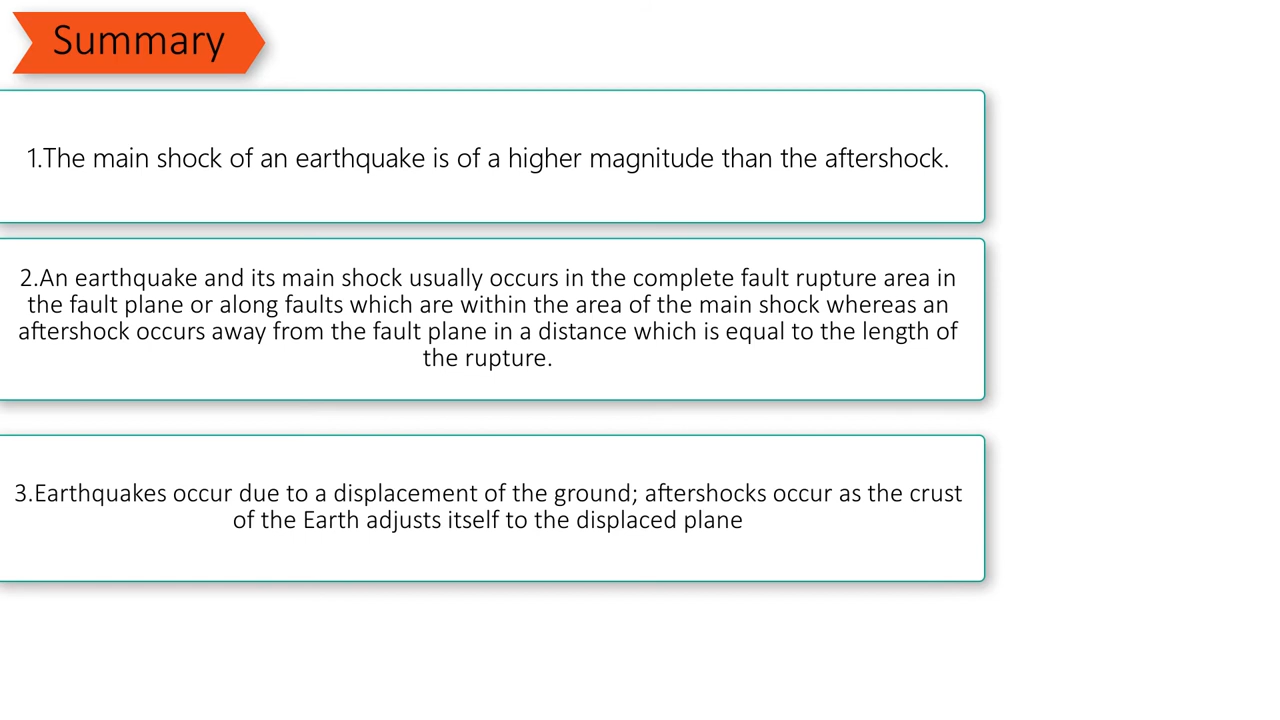 Summary
1.The main shock of an earthquake is of a higher magnitude than the aftershock.
2.An earthquake and its main shock usually occurs in the complete fault rupture area in
the fault plane or along faults which are within the area of the main shock whereas an
aftershock occurs away from the fault plane in a distance which is equal to the length of
the rupture.
3.Earthquakes occur due to a displacement of the ground; aftershocks occur as the crust
of the Earth adjusts itself to the displaced plane